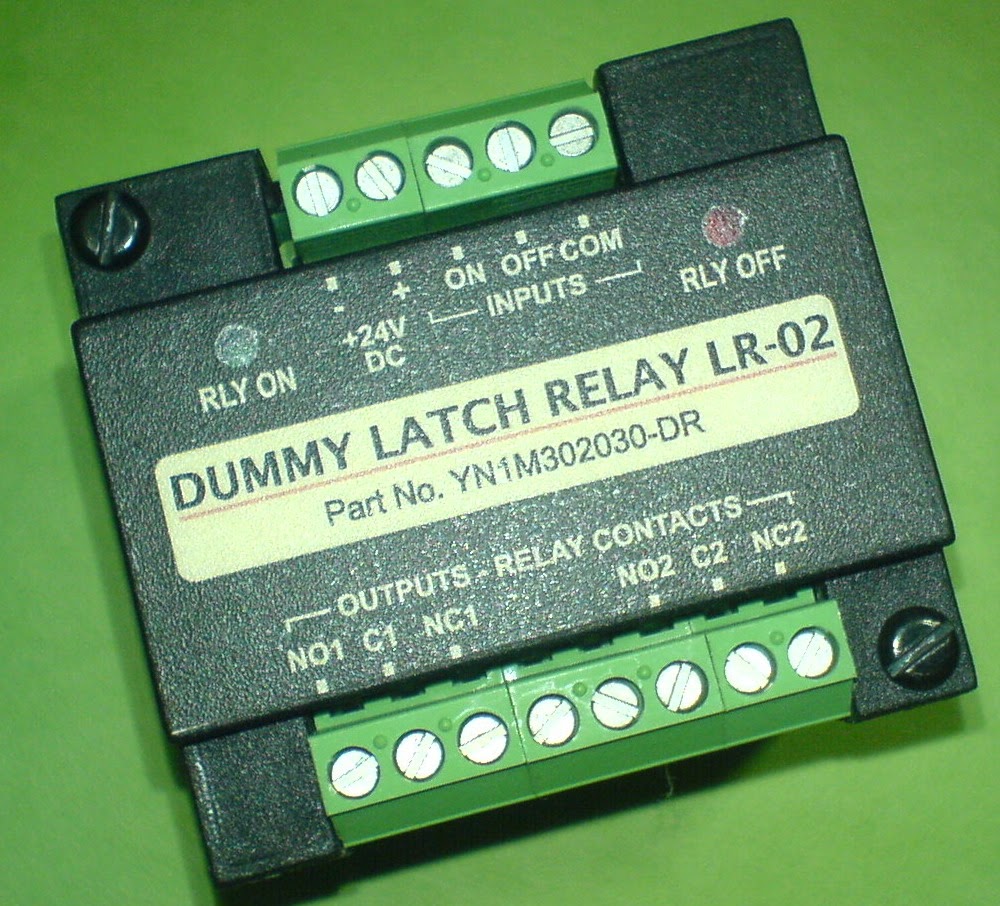 - +
ON OFF COM
INPUTS
+24V
DC
RLY ON
RLY OFF
DUMMY LATCH RELAY LR-02
Part No. YN1M302030-DR
OUTPUTS - RELAY CONTACTS
NO1 C1 NC1 NO2 C2 NC2